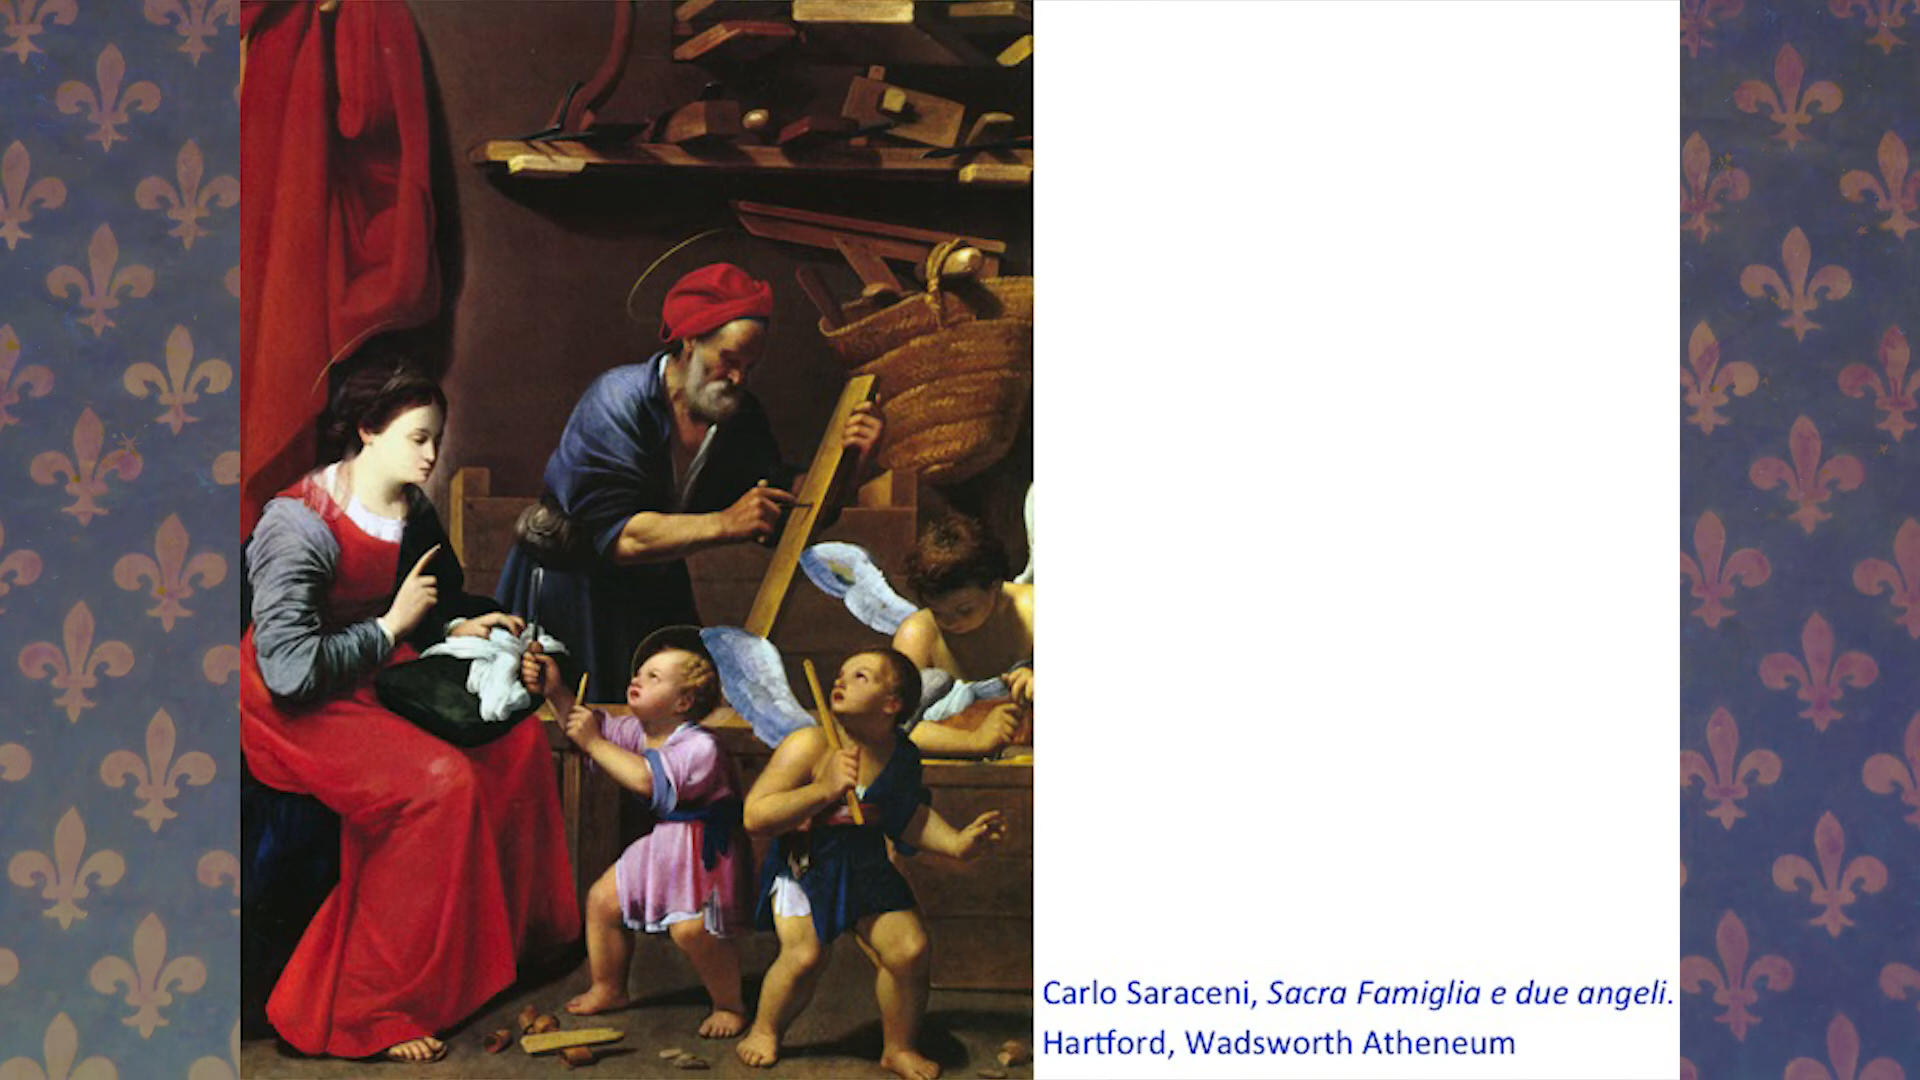 Carlo Saraceni, Sacra Famiglia e due angeli.
Hartford, Wadsworth Atheneum